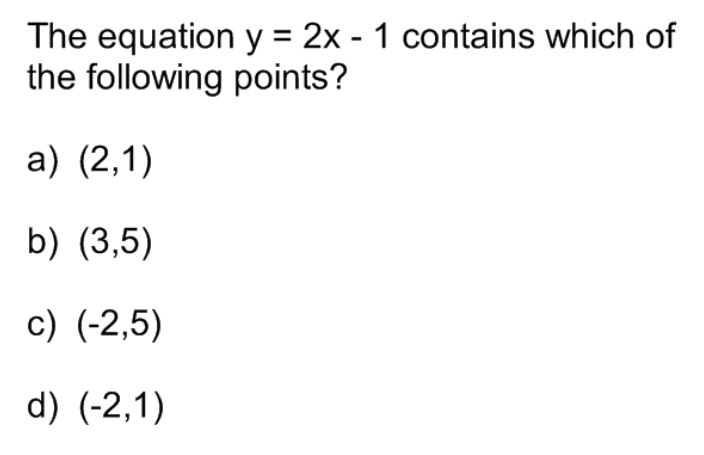 The equation y = 2x - 1 contains which of
the following points?
a) (2,1)
b) (3,5)
c) (-2,5)
d) (-2,1)